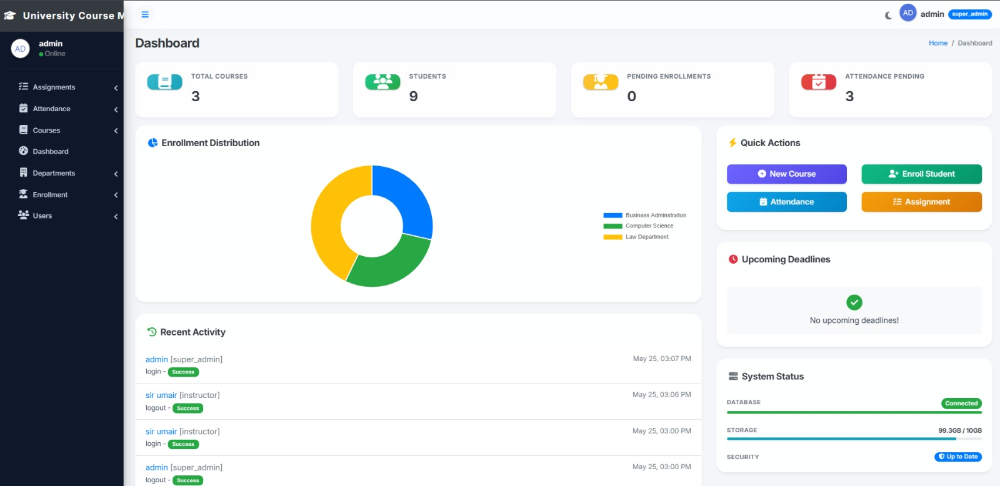 University Course M
AD
admin
super_admin
AD
admin
Online
Assignments
Attendance
Courses
Dashboard
Departments
Enrollment
Users
Dashboard
Home / Dashboard
TOTAL COURSES
3
STUDENTS
9
PENDING ENROLLMENTS
0
ATTENDANCE PENDING
3
Enrollment Distribution
Business Adminstration
Computer Science
Law Department
Quick Actions
New Course
Enroll Student
Attendance
Assignment
Upcoming Deadlines
No upcoming deadlines!
Recent Activity
admin [super_admin]
May 25, 03:07 PM
login - Success
sir umair [instructor]
May 25, 03:06 PM
logout - Success
sir umair [instructor]
May 25, 03:00 PM
login - Success
admin [super_admin]
May 25, 03:00 PM
logout - Success
System Status
DATABASE
Connected
STORAGE
99.3GB / 10GB
SECURITY
Up to Date